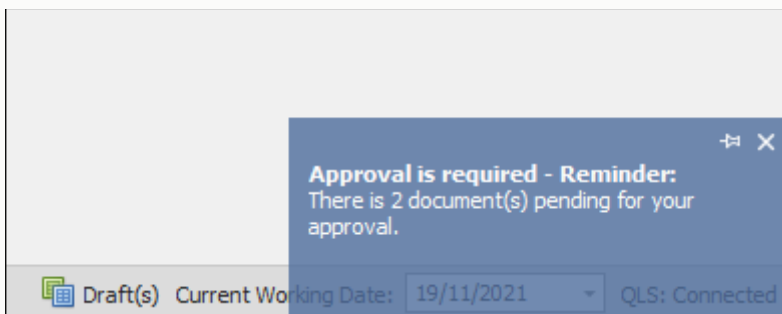 Approval is required - Reminder:
There is 2 document(s) pending for your
approval.
Draft(s) Current Working Date: 19/11/2021 QLS: Connected